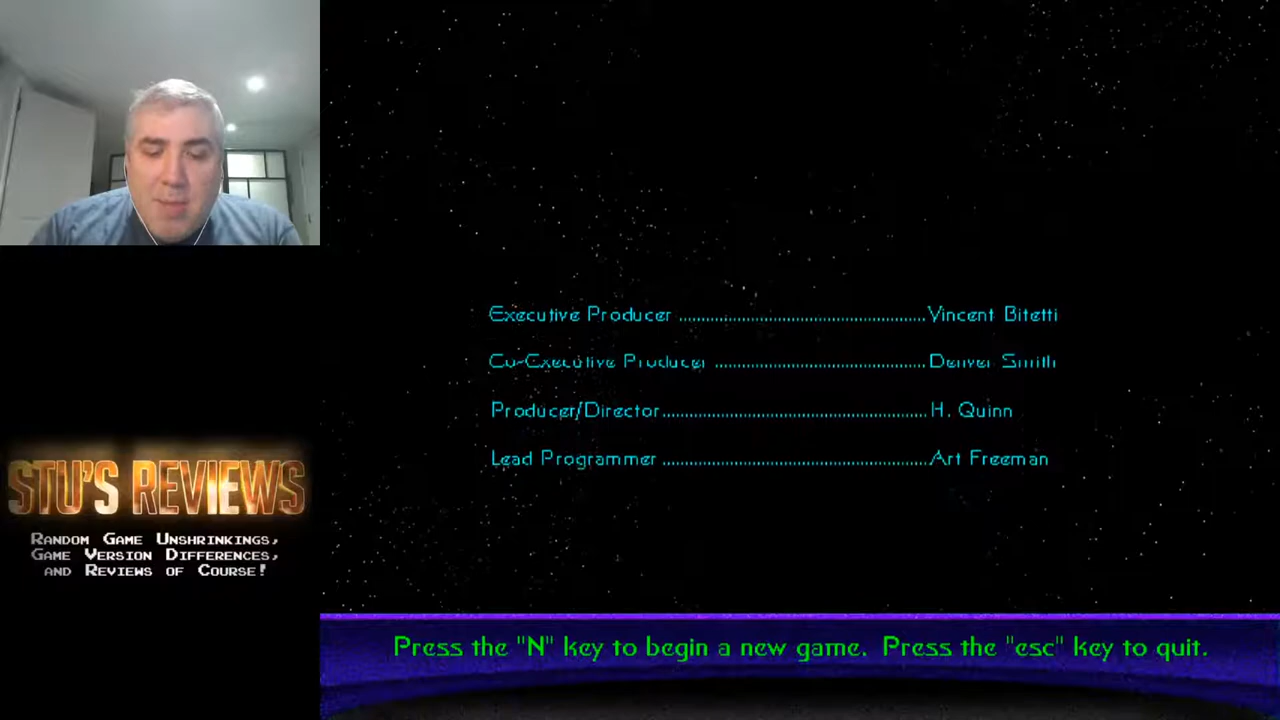 Executive Producer ..........................................Vincent Bitetti
Co-Executive Producer ....................................Denver Smith
Producer/Director.............................................H. Quinn
Lead Programmer .............................................Art Freeman
STU'S REVIEWS
Random Game Unshrinkings,
Game Version Differences,
and Reviews of Course!
Press the "N" key to begin a new game. Press the "esc" key to quit.